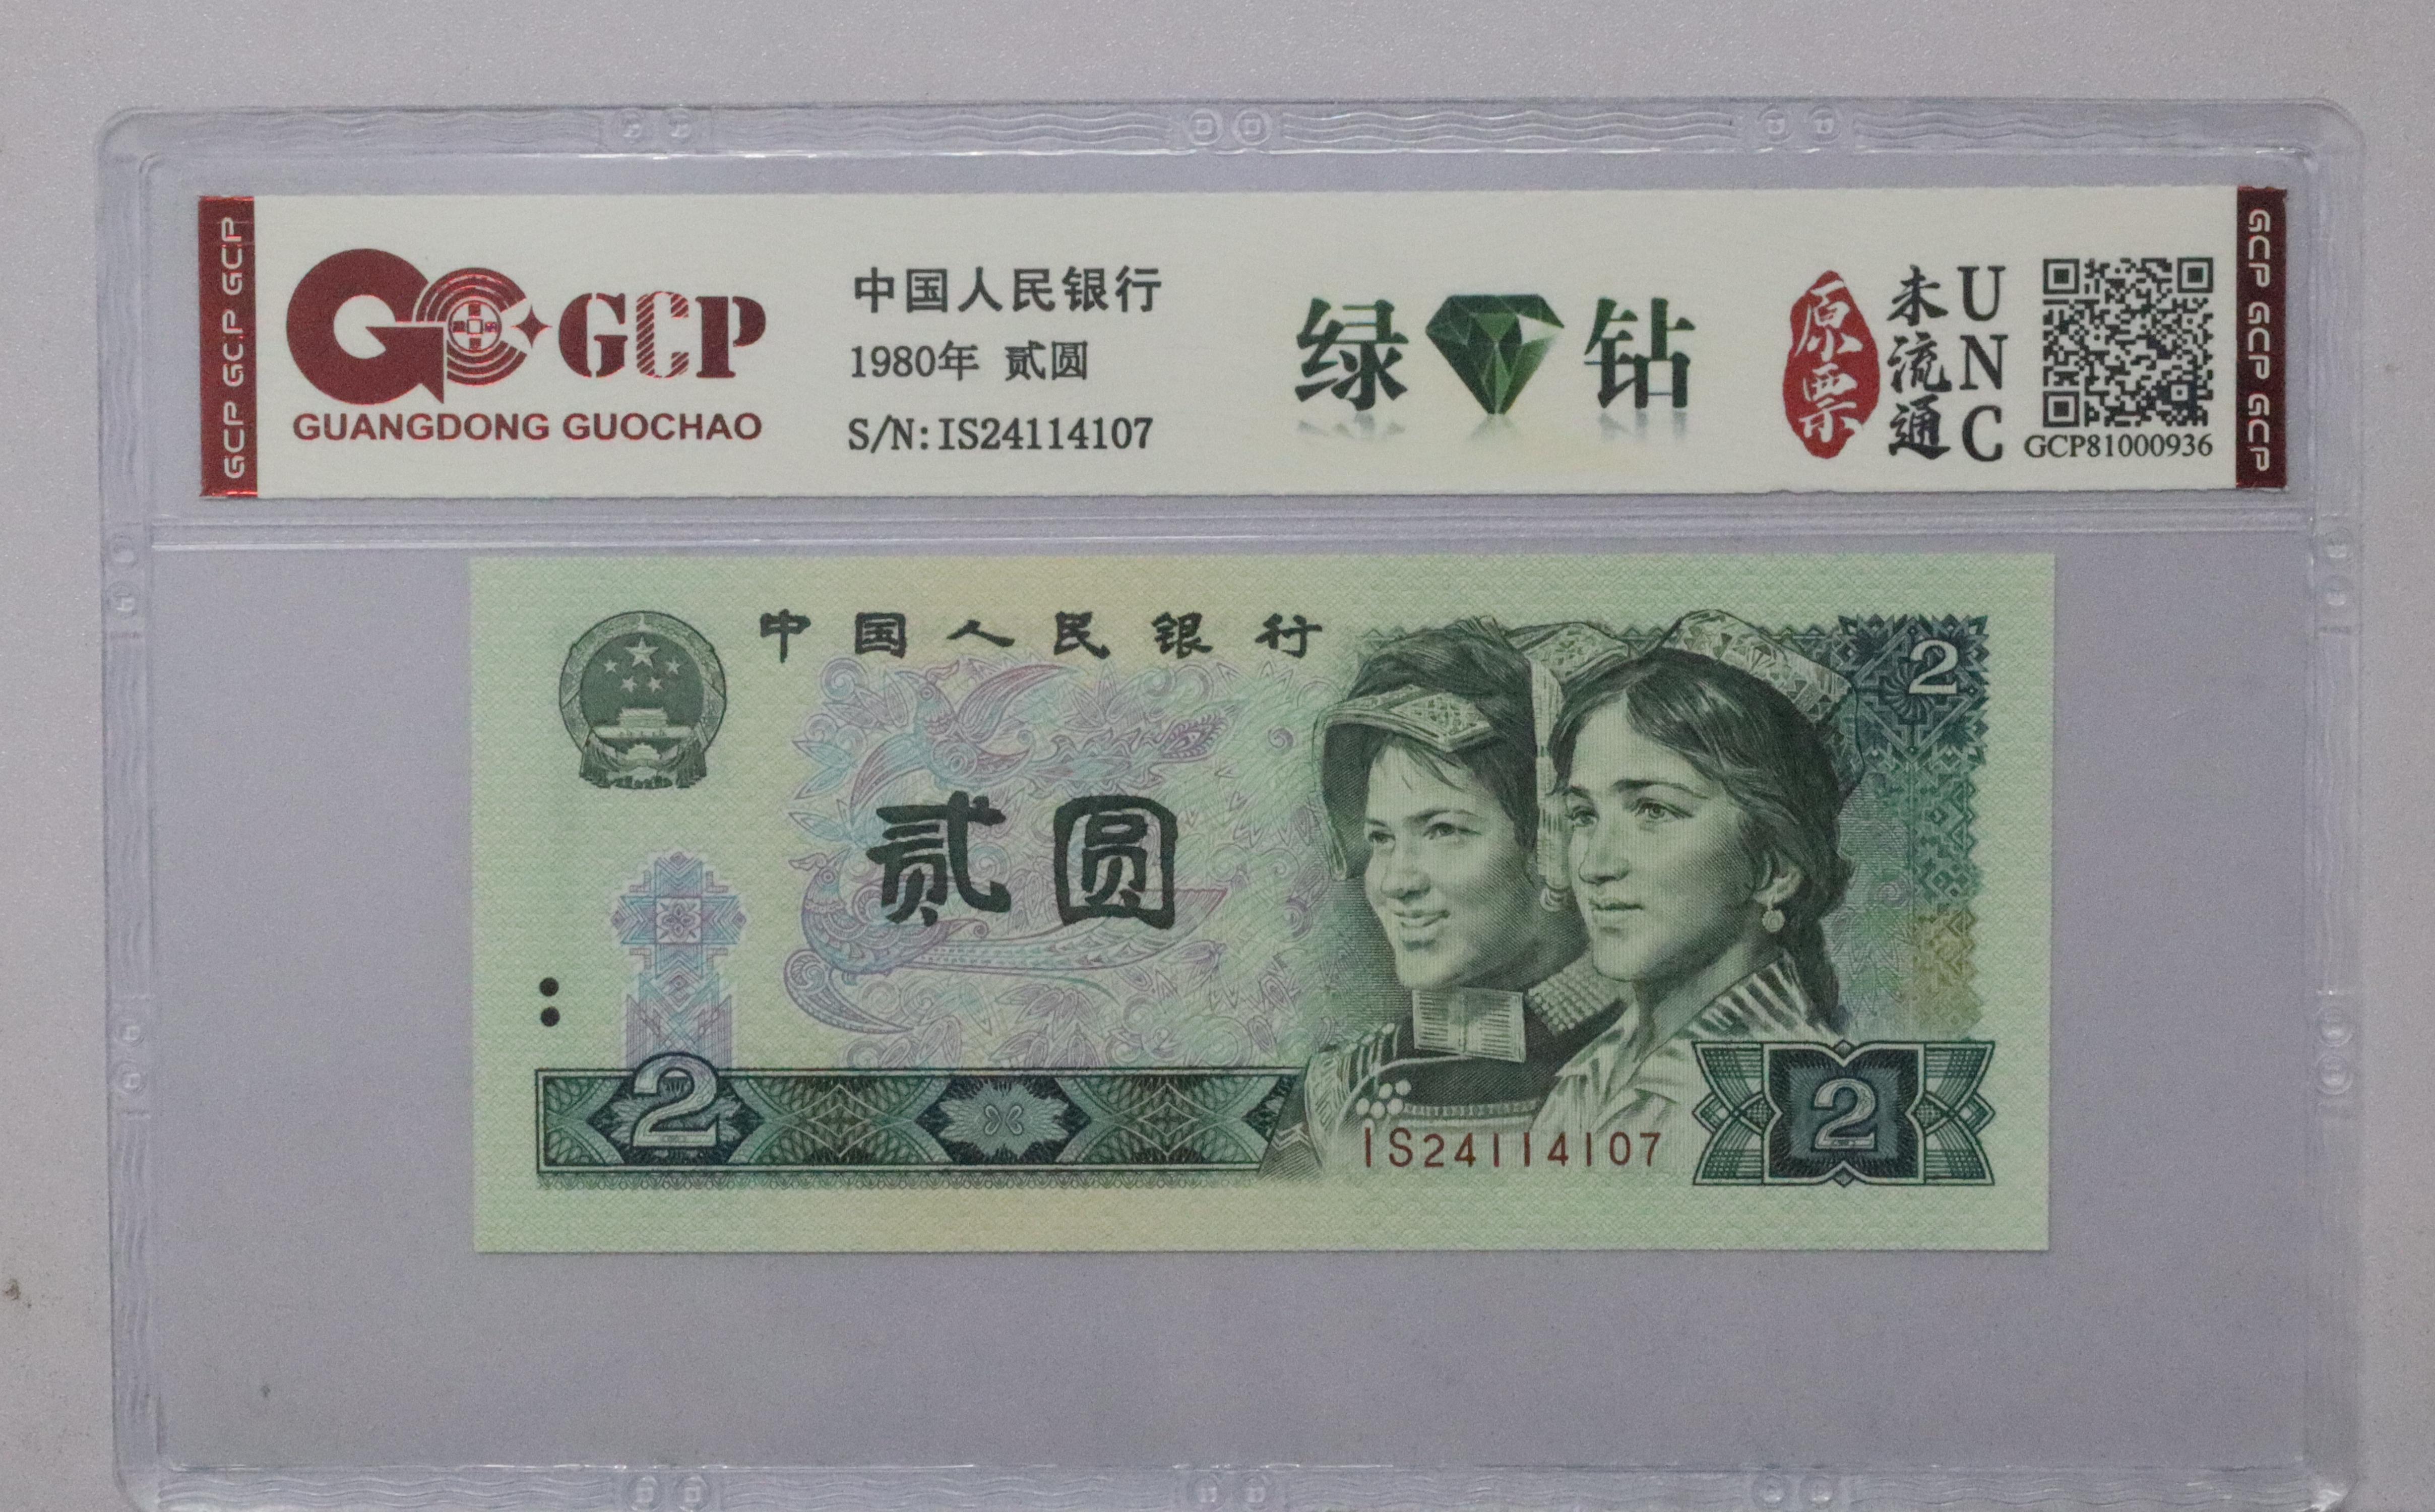 GCP GCP GCP
GCP
GUANGDONG GUOCHAO
中国人民银行
1980年 贰圆
S/N:IS24114107
绿钻
原票
未流通
UNC
GCP81000936
GCP GCP GCP
中国人民银行
2
贰圆
2
IS24114107
2